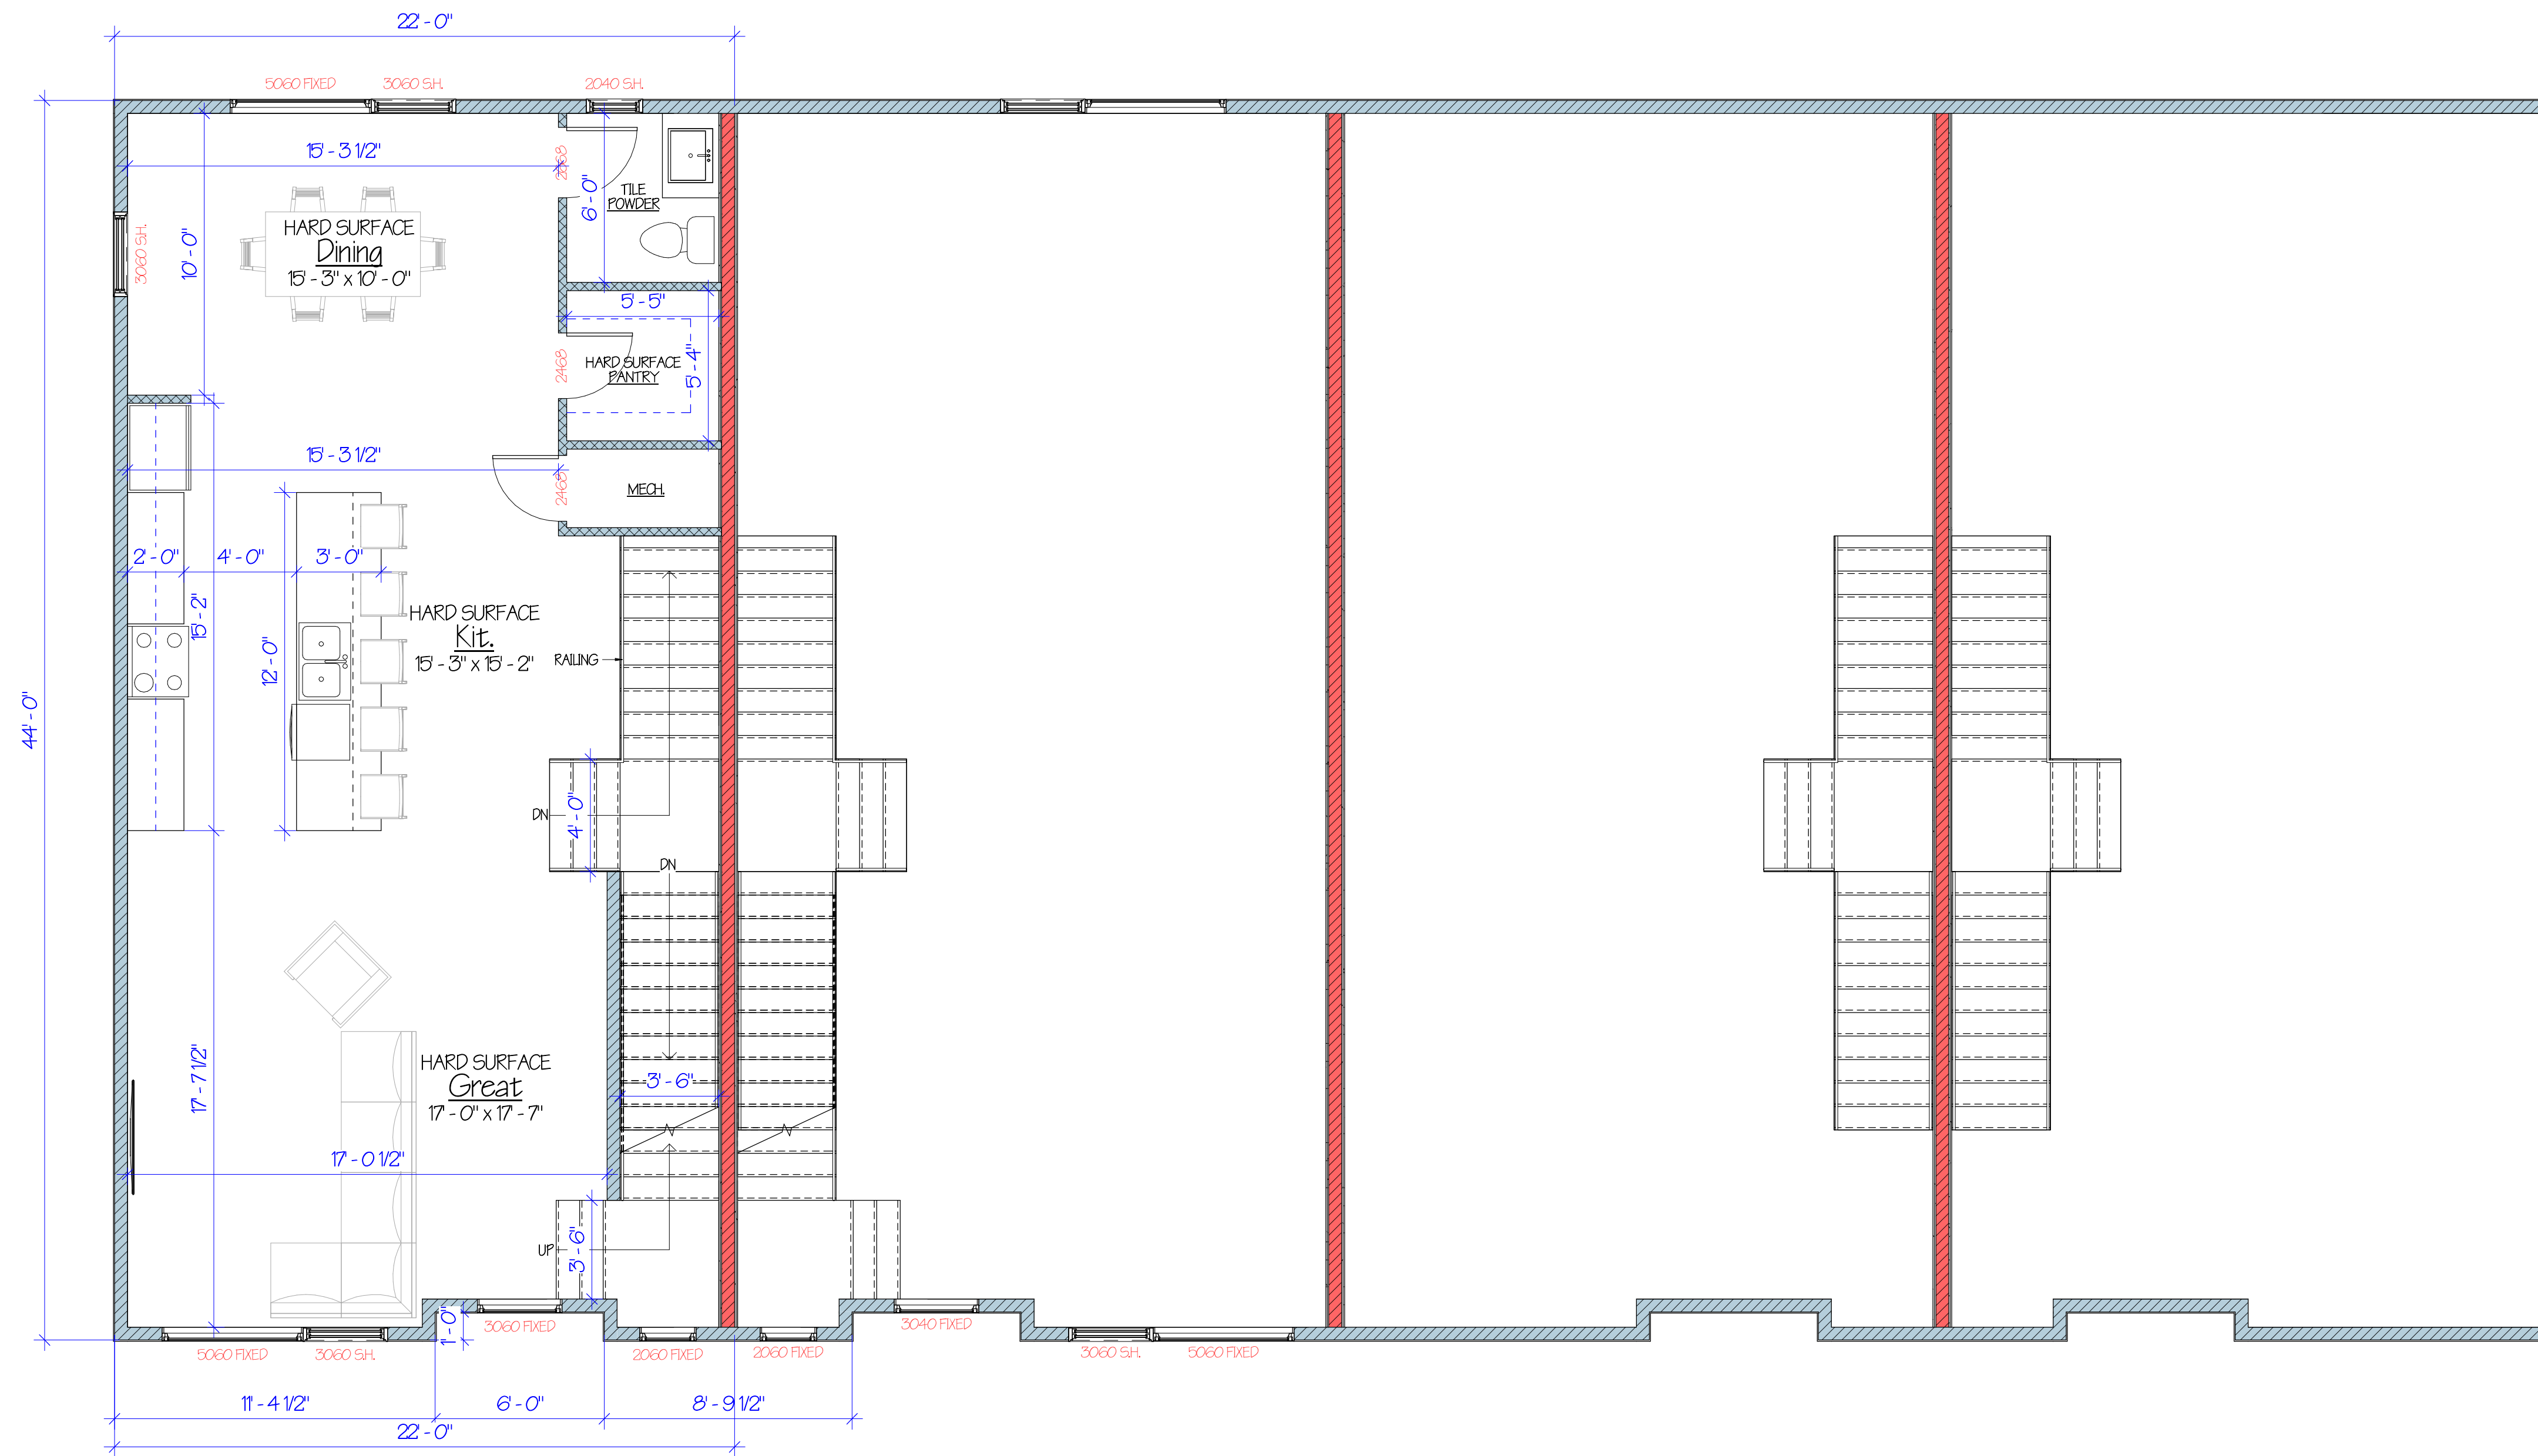 22' - 0"
5060 FIXED
3060 S.H.
2040 S.H.
15' - 3 1/2"
2868
6' - 0"
TILE
POWDER
3060 S.H.
10' - 0"
HARD SURFACE
Dining
15' - 3" x 10' - 0"
5' - 5"
2468
HARD SURFACE
PANTRY
5' - 4"
15' - 3 1/2"
2468
MECH.
2' - 0"
4' - 0"
3' - 0"
15' - 2"
12' - 0"
HARD SURFACE
Kit.
15' - 3" x 15' - 2"
RAILING
44' - 0"
DN
4' - 0"
DN
17' - 7 1/2"
HARD SURFACE
Great
17' - 0" x 17' - 7"
3' - 6"
17' - 0 1/2"
UP
3' - 6"
1' - 0"
3060 FIXED
3040 FIXED
5060 FIXED
3060 S.H.
2060 FIXED
2060 FIXED
3060 S.H.
5060 FIXED
11' - 4 1/2"
6' - 0"
8' - 9 1/2"
22' - 0"